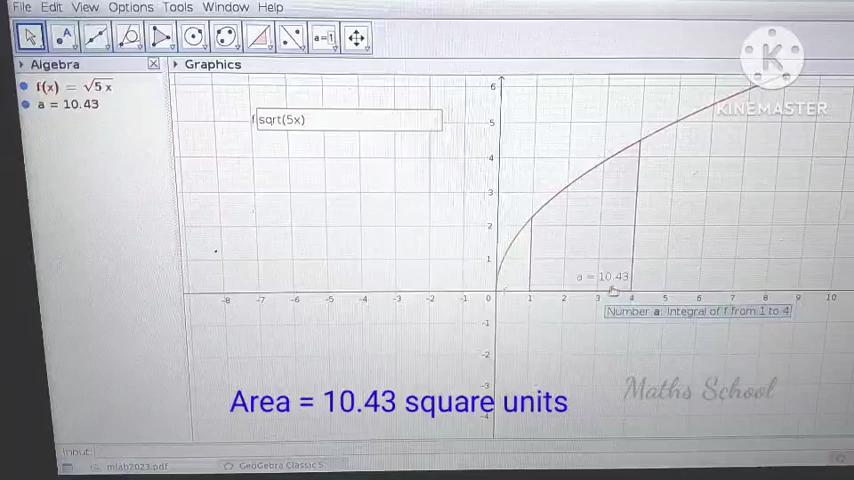 File Edit View Options Tools Window Help
a=1
K
KINEMASTER
Algebra
Graphics
f(x) = √5 x
a = 10.43
f sqrt(5x)
6
5
4
3
2
1
a = 10.43
-8 -7 -6 -5 -4 -3 -2 -1 0 1 2 3 4 5 6 7 8 9 10
Number a: Integral of f from 1 to 4
-1
-2
-3
-4
Maths School
Area = 10.43 square units
Input:
mlab2023.pdf
GeoGebra Classic 5